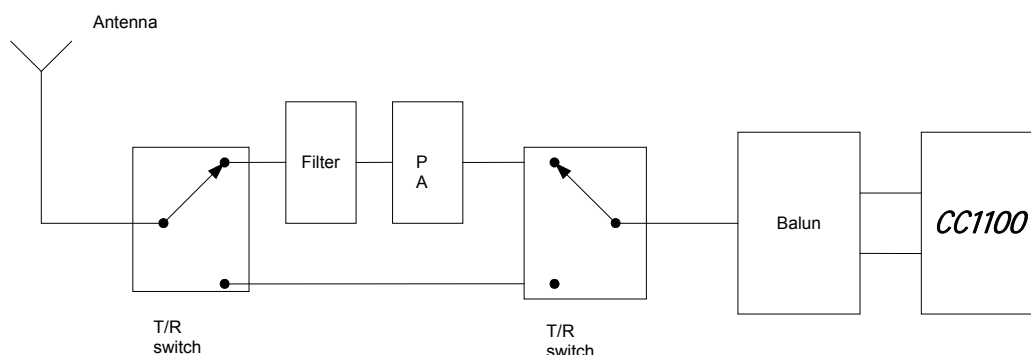 Antenna
Filter
P
A
Balun
CC1100
T/R
switch
T/R
switch